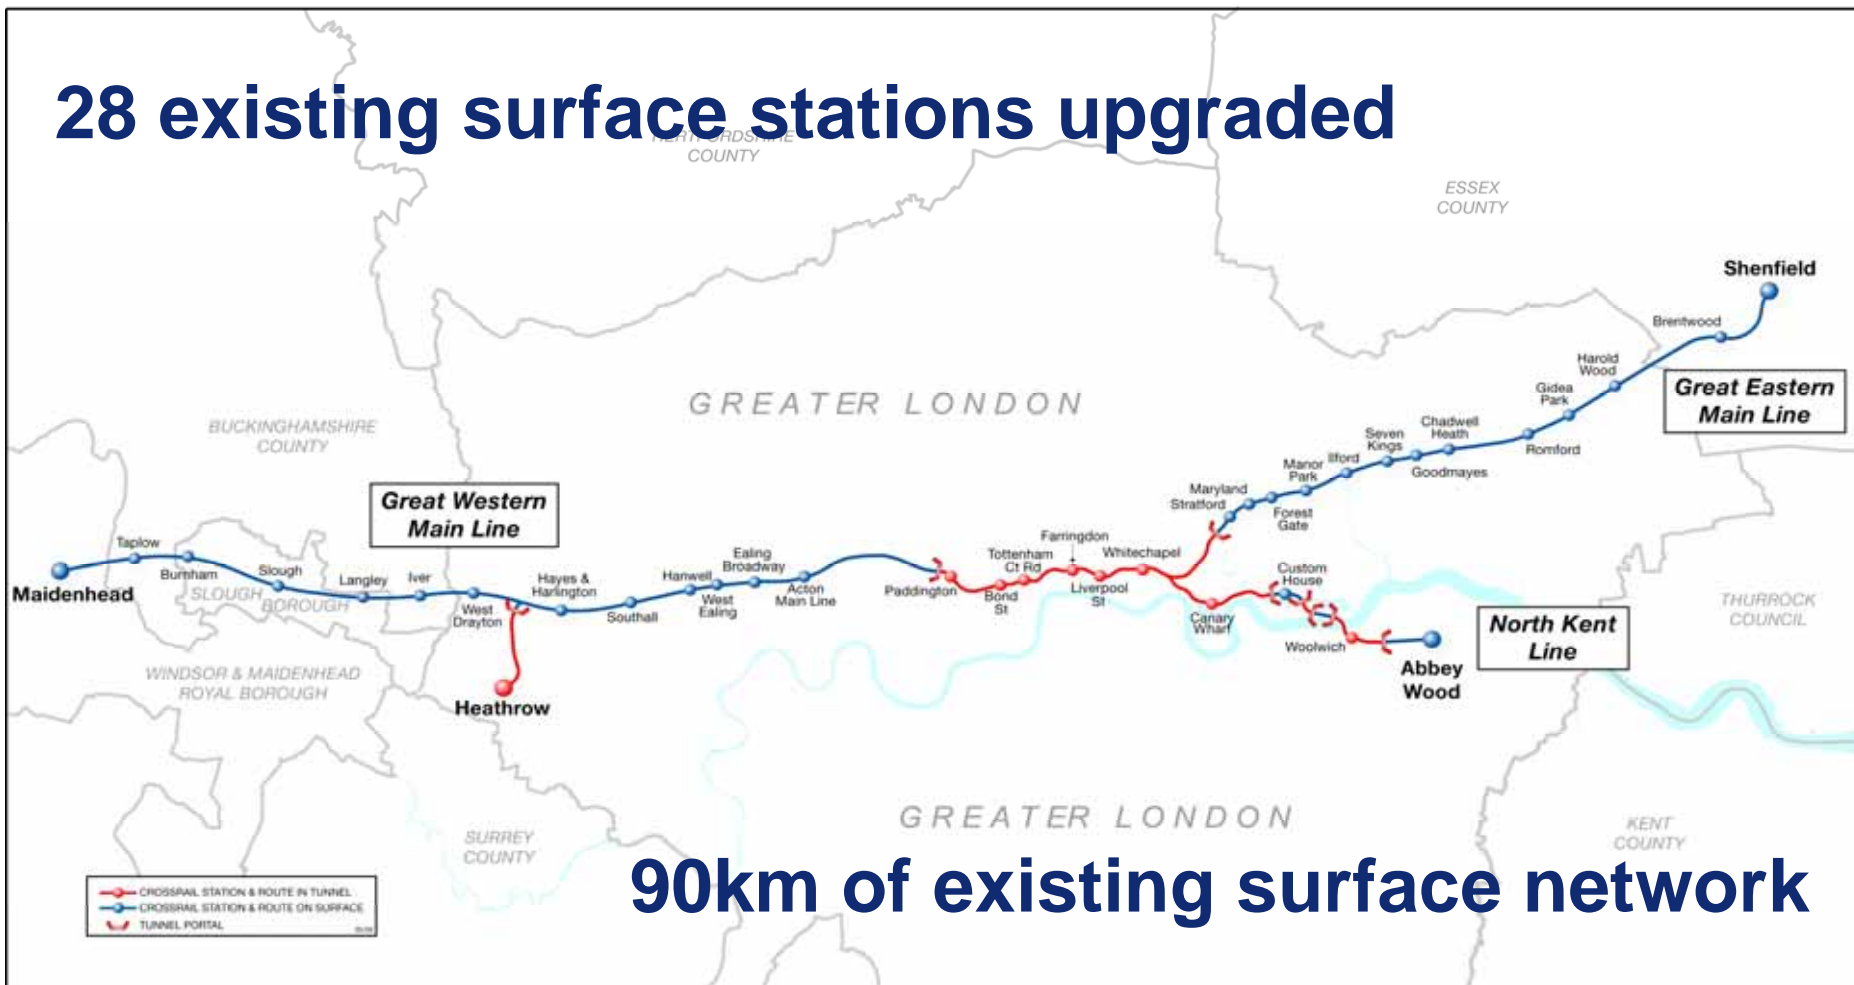 28 existing surface stations upgraded
HERTFORDSHIRE
COUNTY
ESSEX
COUNTY
Shenfield
Brentwood
Harold
Wood
Great Eastern
Main Line
Gidea
Park
GREATER LONDON
Chadwell
Heath
Seven
Kings
Romford
BUCKINGHAMSHIRE
COUNTY
Ilford
Goodmayes
Manor
Park
Maryland
Stratford
Forest
Gate
Great Western
Main Line
Taplow
Burnham
Slough
Langley
Iver
Maidenhead
SLOUGH
BOROUGH
West
Drayton
Hayes &
Harlington
Southall
Hanwell
West
Ealing
Ealing
Broadway
Acton
Main Line
Paddington
Bond
St
Tottenham
Ct Rd
Farringdon
Liverpool
St
Whitechapel
Canary
Wharf
Custom
House
Woolwich
Abbey
Wood
North Kent
Line
THURROCK
COUNCIL
WINDSOR & MAIDENHEAD
ROYAL BOROUGH
Heathrow
GREATER LONDON
SURREY
COUNTY
KENT
COUNTY
90km of existing surface network
CROSSRAIL STATION & ROUTE IN TUNNEL
CROSSRAIL STATION & ROUTE ON SURFACE
TUNNEL PORTAL